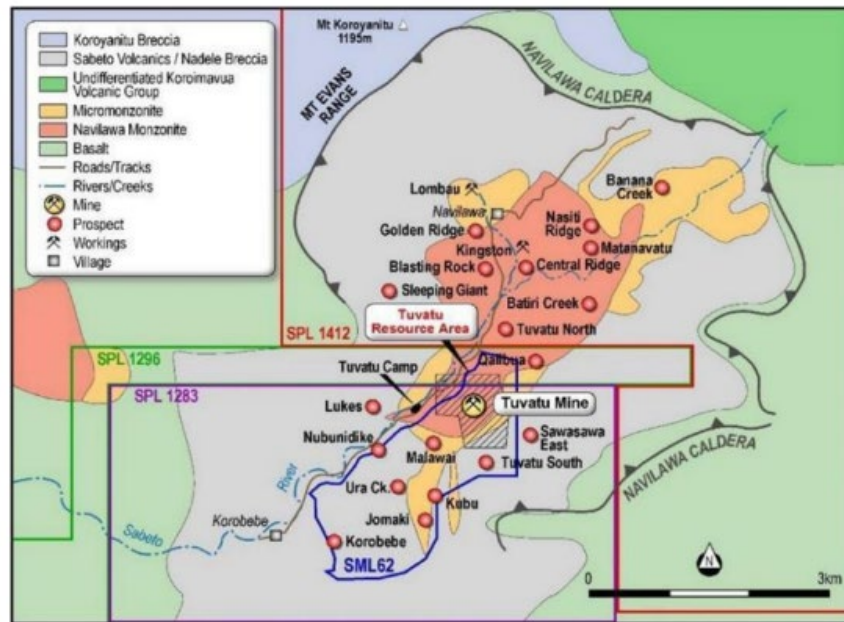 Koroyanitu Breccia
Sabeto Volcanics / Nadele Breccia
Undifferentiated Koroimavua
Volcanic Group
Micromonzonite
Navilawa Monzonite
Basalt
Roads/Tracks
Rivers/Creeks
Mine
Prospect
Workings
Village
Mt Koroyanitu
1195m
MT EVANS
RANGE
NAVILAWA CALDERA
Lombau
Navilawa
Golden Ridge
Kingston
Blasting Rock
Sleeping Giant
Banana
Creek
Nasiti
Ridge
Matanavatu
Central Ridge
Batiri Creek
Tuvatu North
Tuvatu
Resource Area
SPL 1412
SPL 1296
SPL 1283
Qalibua
Tuvatu Camp
Lukes
Tuvatu Mine
Nubunidike
Malawai
Sawasawa
East
Tuvatu South
NAVILAWA CALDERA
Ura Ck.
Kubu
Jomaki
River
Sabeto
Korobebe
Korobebe
SML62
N
0
3km